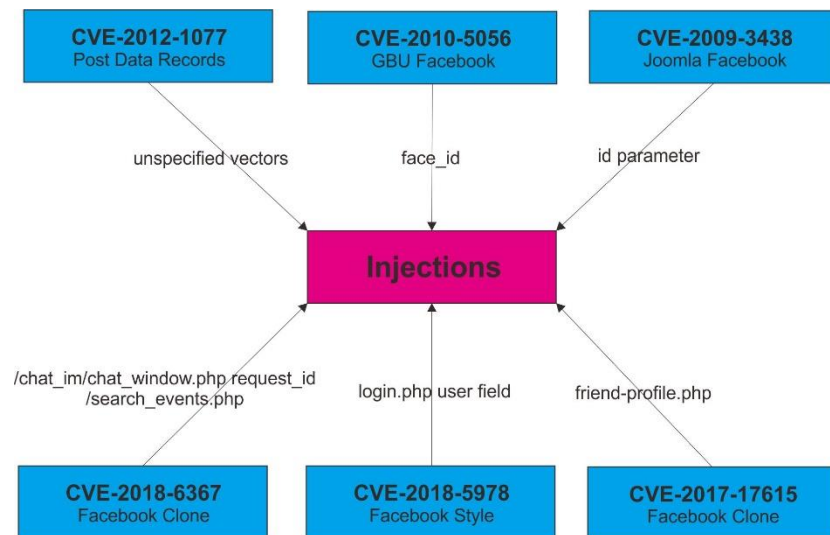 CVE-2012-1077
Post Data Records
CVE-2010-5056
GBU Facebook
CVE-2009-3438
Joomla Facebook
unspecified vectors
face_id
id parameter
Injections
/chat_im/chat_window.php request_id
/search_events.php
login.php user field
friend-profile.php
CVE-2018-6367
Facebook Clone
CVE-2018-5978
Facebook Style
CVE-2017-17615
Facebook Clone